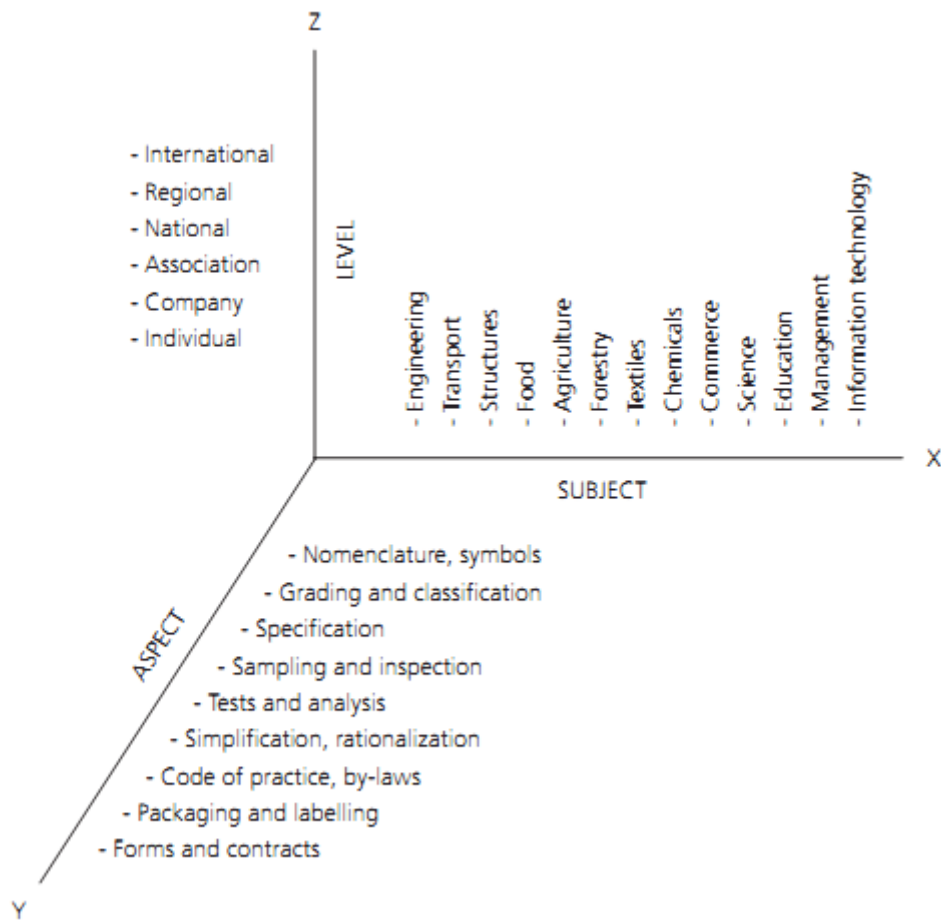 Z
- International
- Regional
- National
- Association
- Company
- Individual
LEVEL
- Engineering
- Transport
- Structures
- Food
- Agriculture
- Forestry
- Textiles
- Chemicals
- Commerce
- Science
- Education
- Management
- Information technology
X
SUBJECT
ASPECT
- Nomenclature, symbols
- Grading and classification
- Specification
- Sampling and inspection
- Tests and analysis
- Simplification, rationalization
- Code of practice, by-laws
- Packaging and labelling
- Forms and contracts
Y